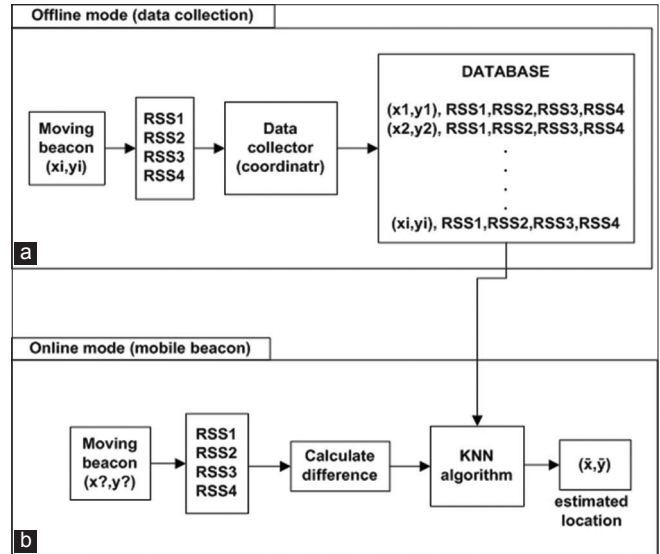 Offline mode (data collection)
Moving
beacon
(xi,yi)
RSS1
RSS2
RSS3
RSS4
Data
collector
(coordinatr)
DATABASE
(x1,y1), RSS1,RSS2,RSS3,RSS4
(x2,y2), RSS1,RSS2,RSS3,RSS4
.
.
.
.
(xi,yi), RSS1,RSS2,RSS3,RSS4
a
Online mode (mobile beacon)
Moving
beacon
(x?,y?)
RSS1
RSS2
RSS3
RSS4
Calculate
difference
KNN
algorithm
(x̄,ȳ)
estimated
location
b